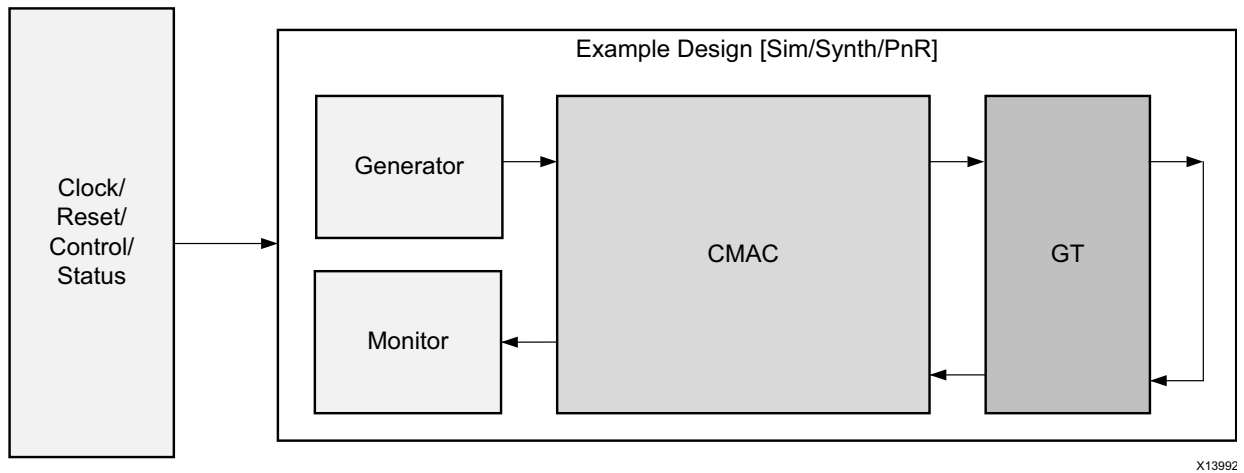 Example Design [Sim/Synth/PnR]
Clock/
Reset/
Control/
Status
Generator
Monitor
CMAC
GT
X13992